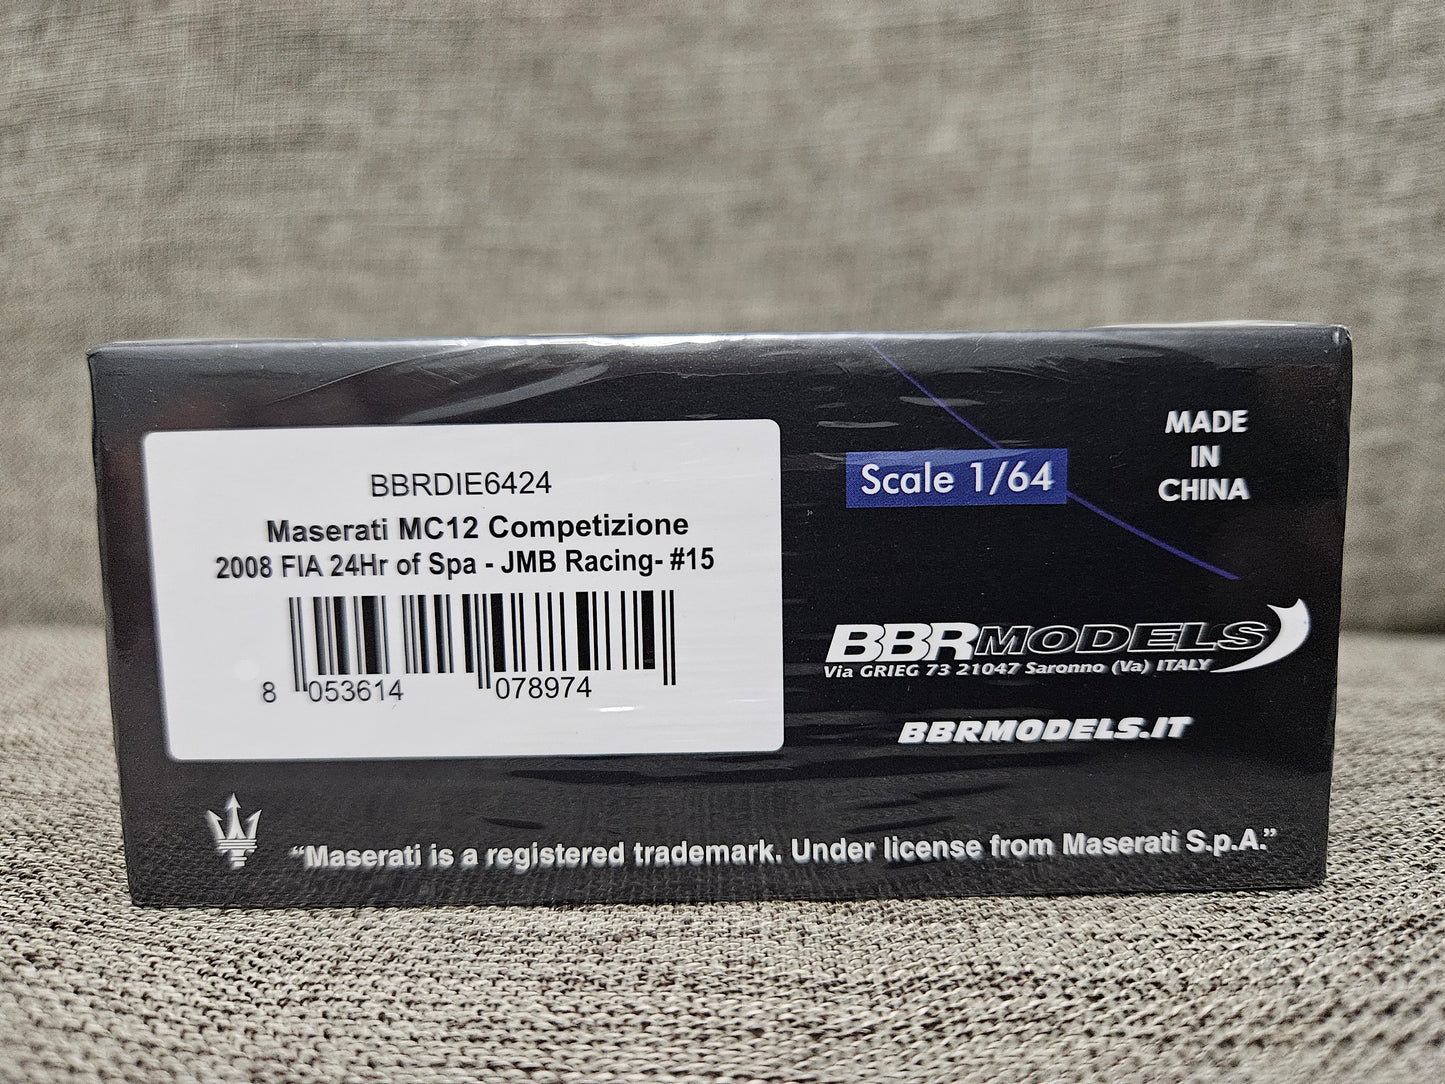 BBRDIE6424
Maserati MC12 Competizione
2008 FIA 24Hr of Spa - JMB Racing- #15
8 053614 078974
Scale 1/64
MADE
IN
CHINA
BBRMODELS
Via GRIEG 73 21047 Saronno (Va) ITALY
BBRMODELS.IT
“Maserati is a registered trademark. Under license from Maserati S.p.A.”